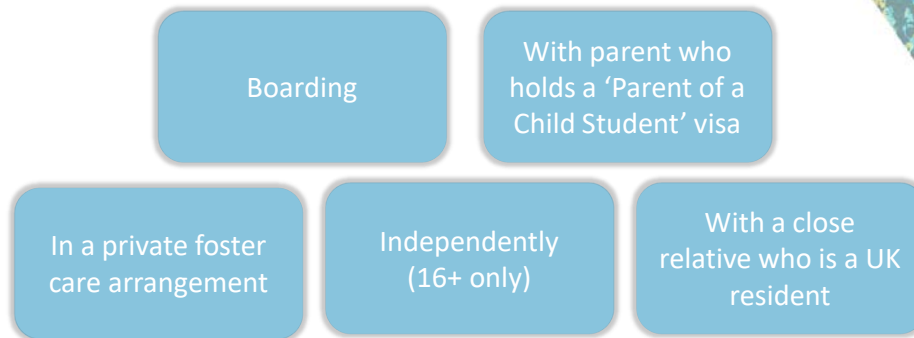 Boarding
With parent who
holds a ‘Parent of a
Child Student’ visa
In a private foster
care arrangement
Independently
(16+ only)
With a close
relative who is a UK
resident